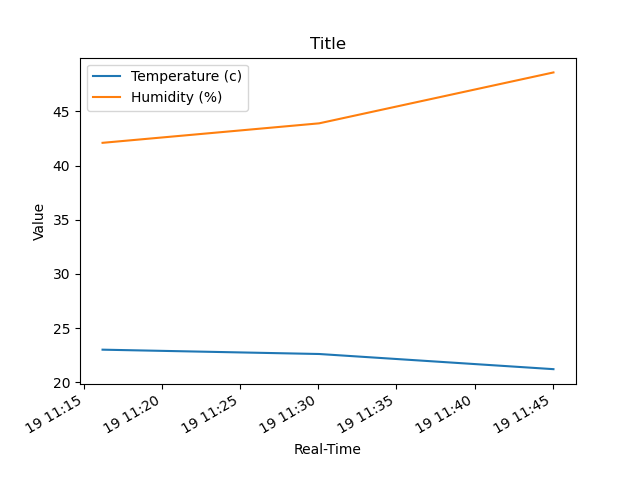 Title
Temperature (c)
Humidity (%)
Value
45
40
35
30
25
20
19 11:15
19 11:20
19 11:25
19 11:30
19 11:35
19 11:40
19 11:45
Real-Time